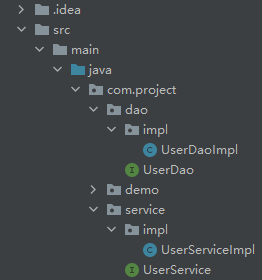 .idea
src
main
java
com.project
dao
impl
UserDaoImpl
UserDao
demo
service
impl
UserServiceImpl
UserService